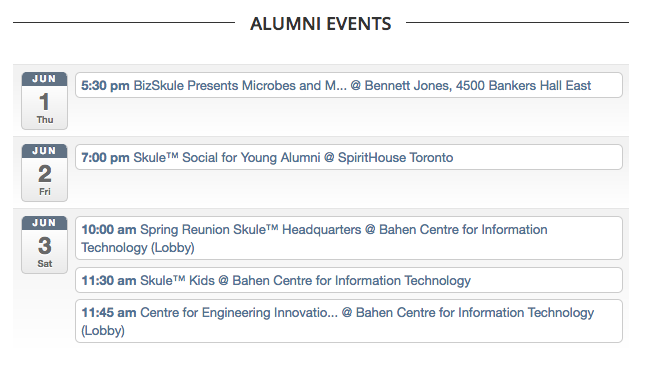 ALUMNI EVENTS
JUN
1
Thu
5:30 pm BizSkule Presents Microbes and M... @ Bennett Jones, 4500 Bankers Hall East
JUN
2
Fri
7:00 pm Skule™ Social for Young Alumni @ SpiritHouse Toronto
JUN
3
Sat
10:00 am Spring Reunion Skule™ Headquarters @ Bahen Centre for Information
Technology (Lobby)
11:30 am Skule™ Kids @ Bahen Centre for Information Technology
11:45 am Centre for Engineering Innovatio... @ Bahen Centre for Information Technology
(Lobby)